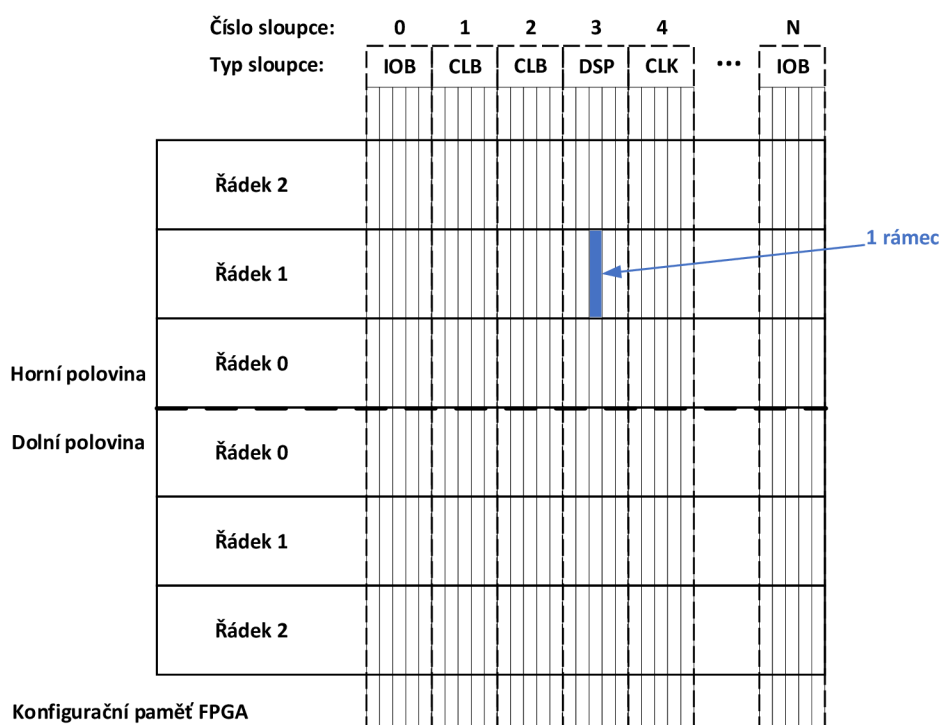 Číslo sloupce: 0 1 2 3 4 N
Typ sloupce: IOB CLB CLB DSP CLK ... IOB
Řádek 2
1 rámec
Řádek 1
Řádek 0
Horní polovina
Dolní polovina
Řádek 0
Řádek 1
Řádek 2
Konfigurační paměť FPGA